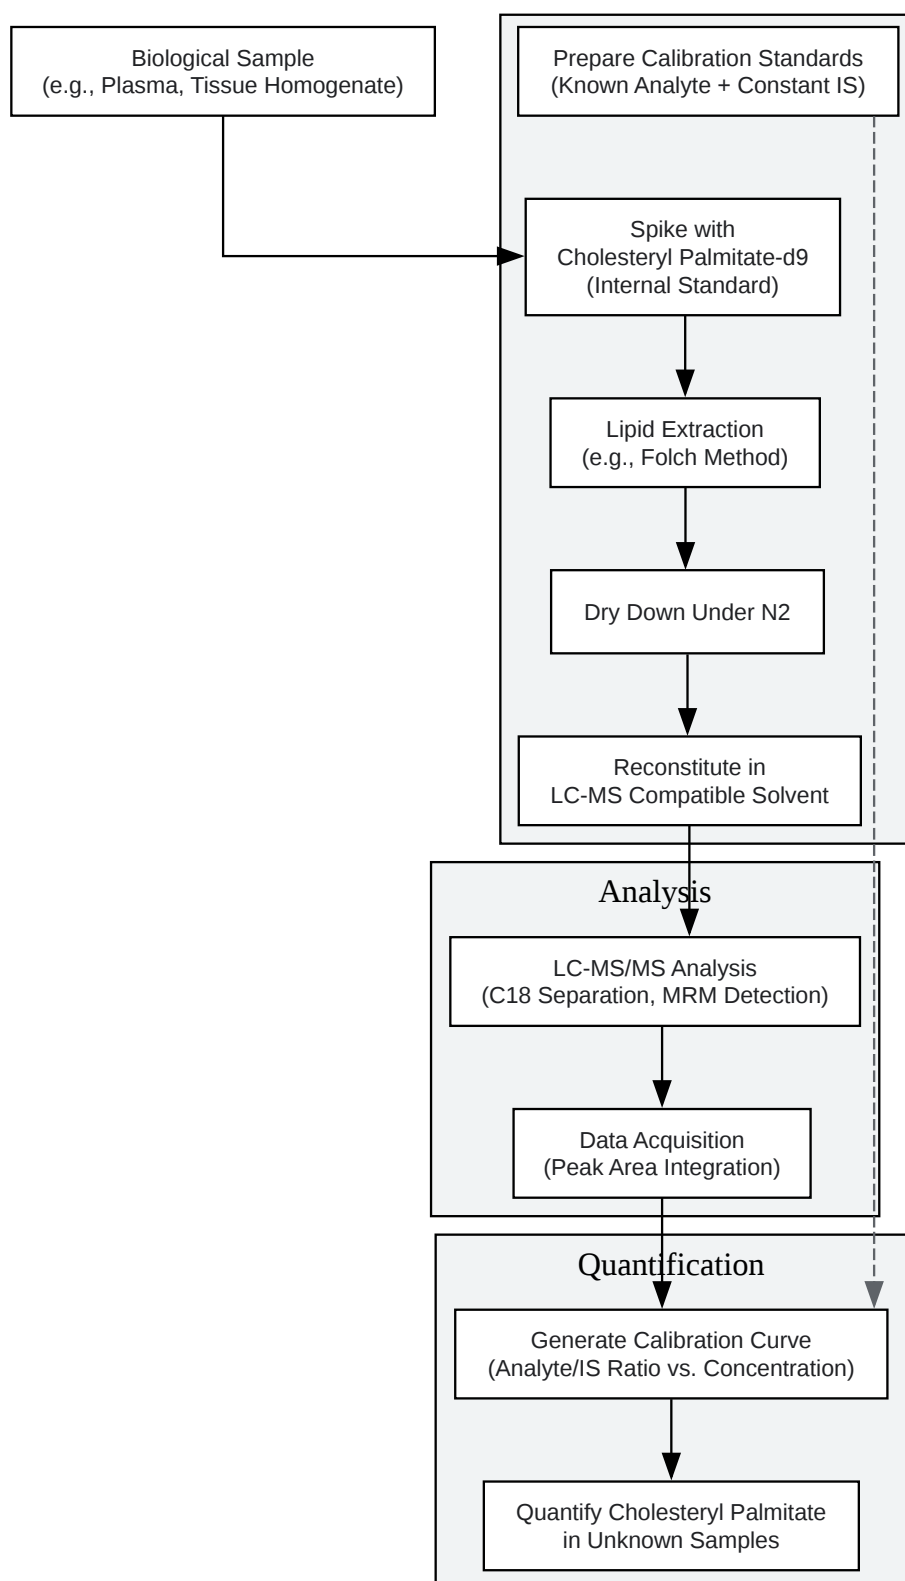 Biological Sample
(e.g., Plasma, Tissue Homogenate)
Prepare Calibration Standards
(Known Analyte + Constant IS)
Spike with
Cholesteryl Palmitate-d9
(Internal Standard)
Lipid Extraction
(e.g., Folch Method)
Dry Down Under N2
Reconstitute in
LC-MS Compatible Solvent
Analysis
LC-MS/MS Analysis
(C18 Separation, MRM Detection)
Data Acquisition
(Peak Area Integration)
Quantification
Generate Calibration Curve
(Analyte/IS Ratio vs. Concentration)
Quantify Cholesteryl Palmitate
in Unknown Samples